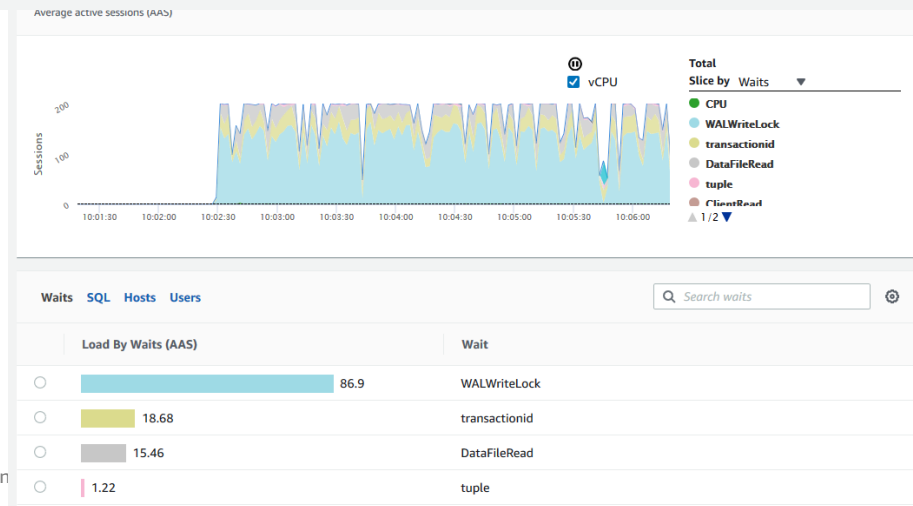 Average active sessions (AAS)
vCPU
Total
Slice by Waits
CPU
WALWriteLock
transactionid
DataFileRead
tuple
ClientRead
1/2
Sessions
200
100
0
10:01:30 10:02:00 10:02:30 10:03:00 10:03:30 10:04:00 10:04:30 10:05:00 10:05:30 10:06:00
Waits SQL Hosts Users
Search waits
Load By Waits (AAS) Wait
86.9 WALWriteLock
18.68 transactionid
15.46 DataFileRead
n
1.22 tuple